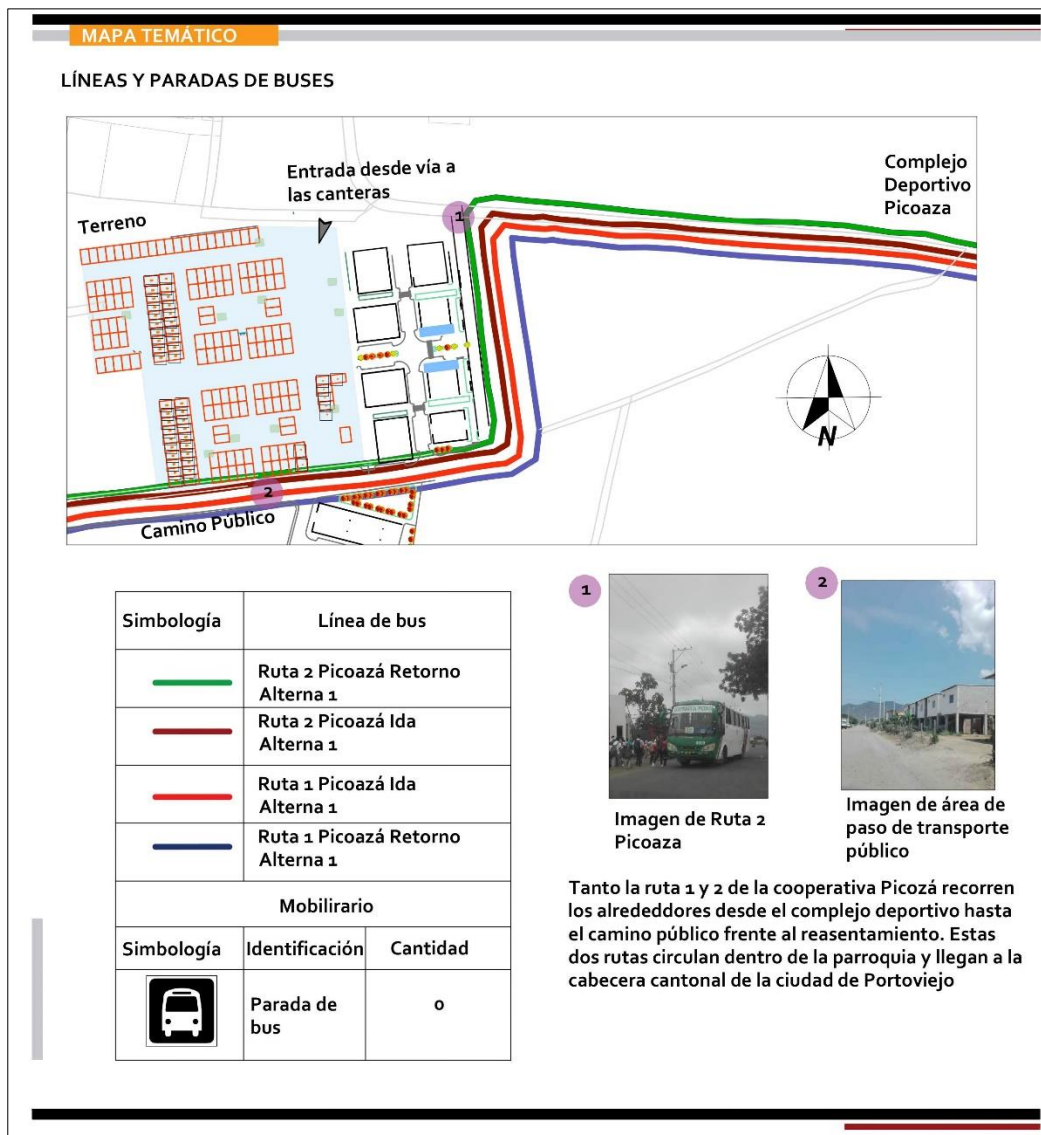 MAPA TEMÁTICO
LÍNEAS Y PARADAS DE BUSES
Entrada desde vía a
las canteras
Complejo
Deportivo
Picoaza
Terreno
1
N
2
Camino Público
Simbología
Línea de bus
Ruta 2 Picoazá Retorno
Alterna 1
Ruta 2 Picoazá Ida
Alterna 1
Ruta 1 Picoazá Ida
Alterna 1
Ruta 1 Picoazá Retorno
Alterna 1
Mobilirario
Simbología
Identificación
Cantidad
Parada de
bus
0
1
Imagen de Ruta 2
Picoaza
2
Imagen de área de
paso de transporte
público
Tanto la ruta 1 y 2 de la cooperativa Picozá recorren
los alrededdores desde el complejo deportivo hasta
el camino público frente al reasentamiento. Estas
dos rutas circulan dentro de la parroquia y llegan a la
cabecera cantonal de la ciudad de Portoviejo